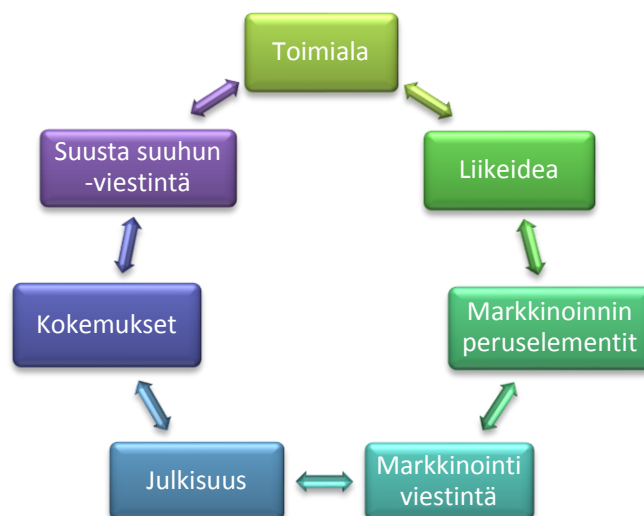 Toimiala
Liikeidea
Markkinoinnin
peruselementit
Markkinointi
viestintä
Julkisuus
Kokemukset
Suusta suuhun
-viestintä